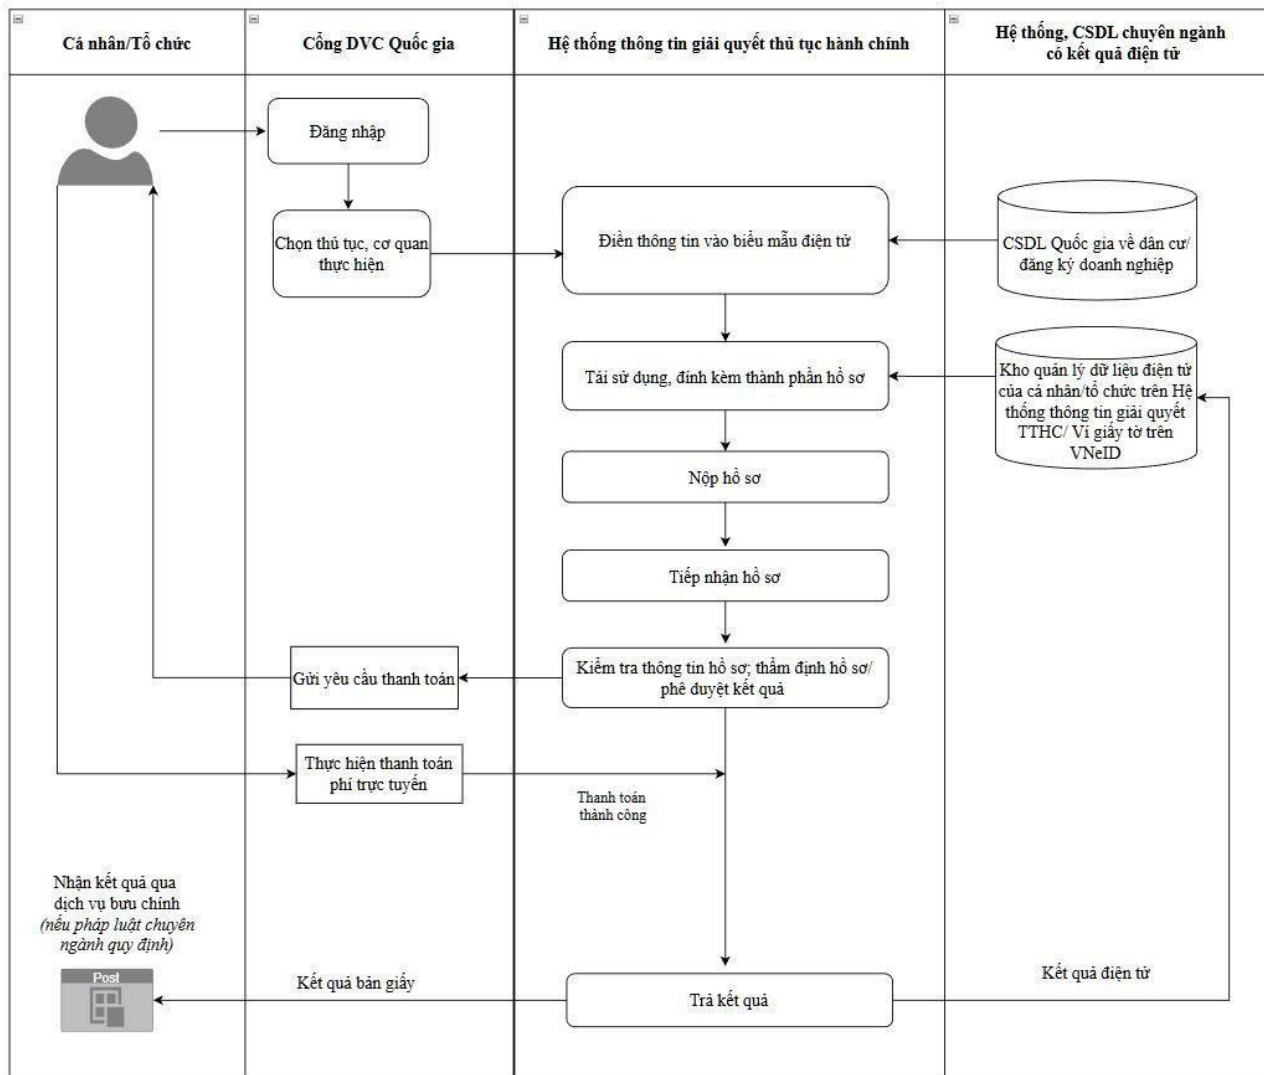 Cá nhân/Tổ chức
Cổng DVC Quốc gia
Hệ thống thông tin giải quyết thủ tục hành chính
Hệ thống, CSDL chuyên ngành
có kết quả điện tử
Đăng nhập
Chọn thủ tục, cơ quan
thực hiện
Điền thông tin vào biểu mẫu điện tử
CSDL Quốc gia về dân cư/
đăng ký doanh nghiệp
Tái sử dụng, đính kèm thành phần hồ sơ
Kho quản lý dữ liệu điện tử
của cá nhân/tổ chức trên Hệ
thống thông tin giải quyết
TTHC/ Ví giấy tờ trên
VNeID
Nộp hồ sơ
Tiếp nhận hồ sơ
Kiểm tra thông tin hồ sơ; thẩm định hồ sơ/
phê duyệt kết quả
Gửi yêu cầu thanh toán
Thực hiện thanh toán
phí trực tuyến
Thanh toán
thành công
Nhận kết quả qua
dịch vụ bưu chính
(nếu pháp luật chuyên
ngành quy định)
Post
Kết quả bản giấy
Trả kết quả
Kết quả điện tử